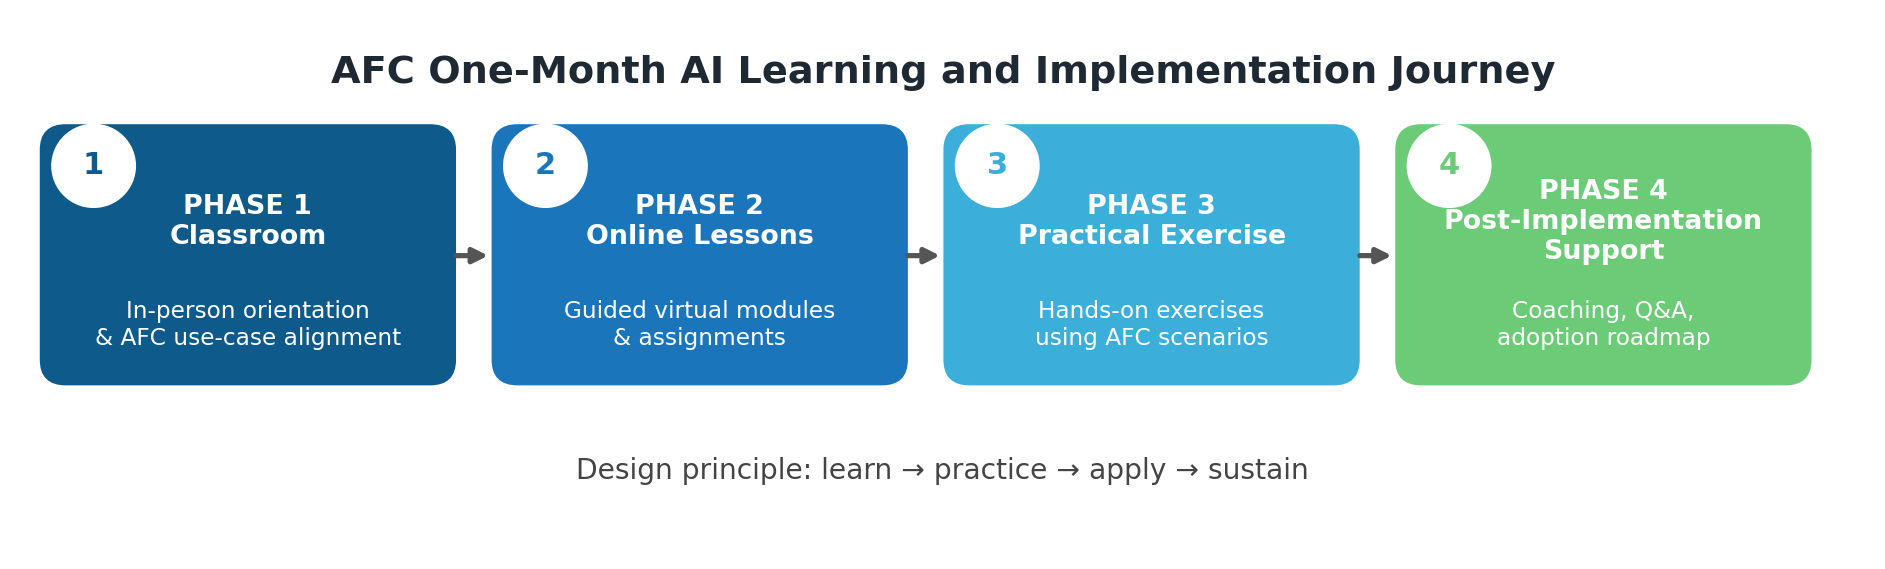 AFC One-Month AI Learning and Implementation Journey
1
PHASE 1
Classroom
In-person orientation
& AFC use-case alignment
2
PHASE 2
Online Lessons
Guided virtual modules
& assignments
3
PHASE 3
Practical Exercise
Hands-on exercises
using AFC scenarios
4
PHASE 4
Post-Implementation
Support
Coaching, Q&A,
adoption roadmap
Design principle: learn → practice → apply → sustain